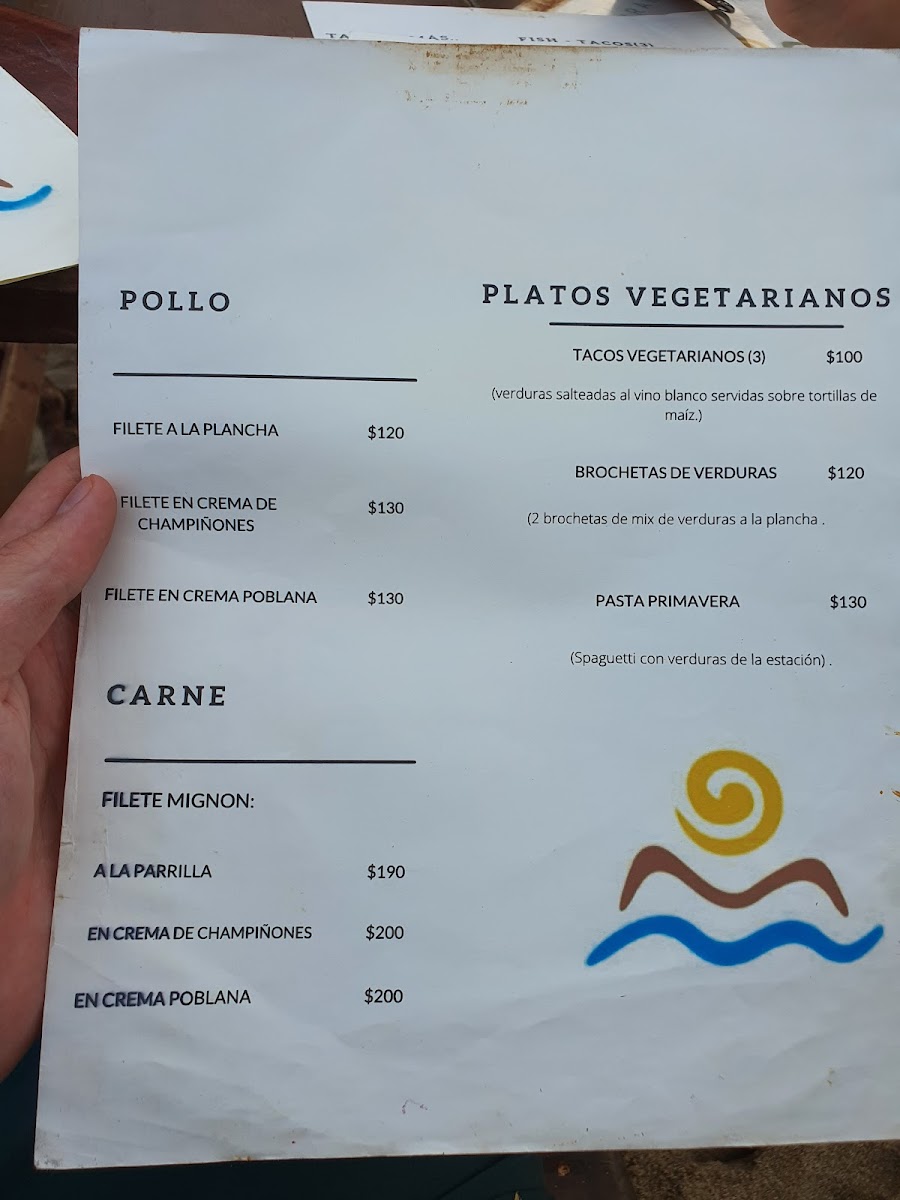 FISH - TACOS(3)
POLLO
FILETE A LA PLANCHA $120
FILETE EN CREMA DE
CHAMPIÑONES $130
FILETE EN CREMA POBLANA $130
CARNE
FILETE MIGNON:
A LA PARRILLA $190
EN CREMA DE CHAMPIÑONES $200
EN CREMA POBLANA $200
PLATOS VEGETARIANOS
TACOS VEGETARIANOS (3) $100
(verduras salteadas al vino blanco servidas sobre tortillas de
maíz.)
BROCHETAS DE VERDURAS $120
(2 brochetas de mix de verduras a la plancha .
PASTA PRIMAVERA $130
(Spaguetti con verduras de la estación) .